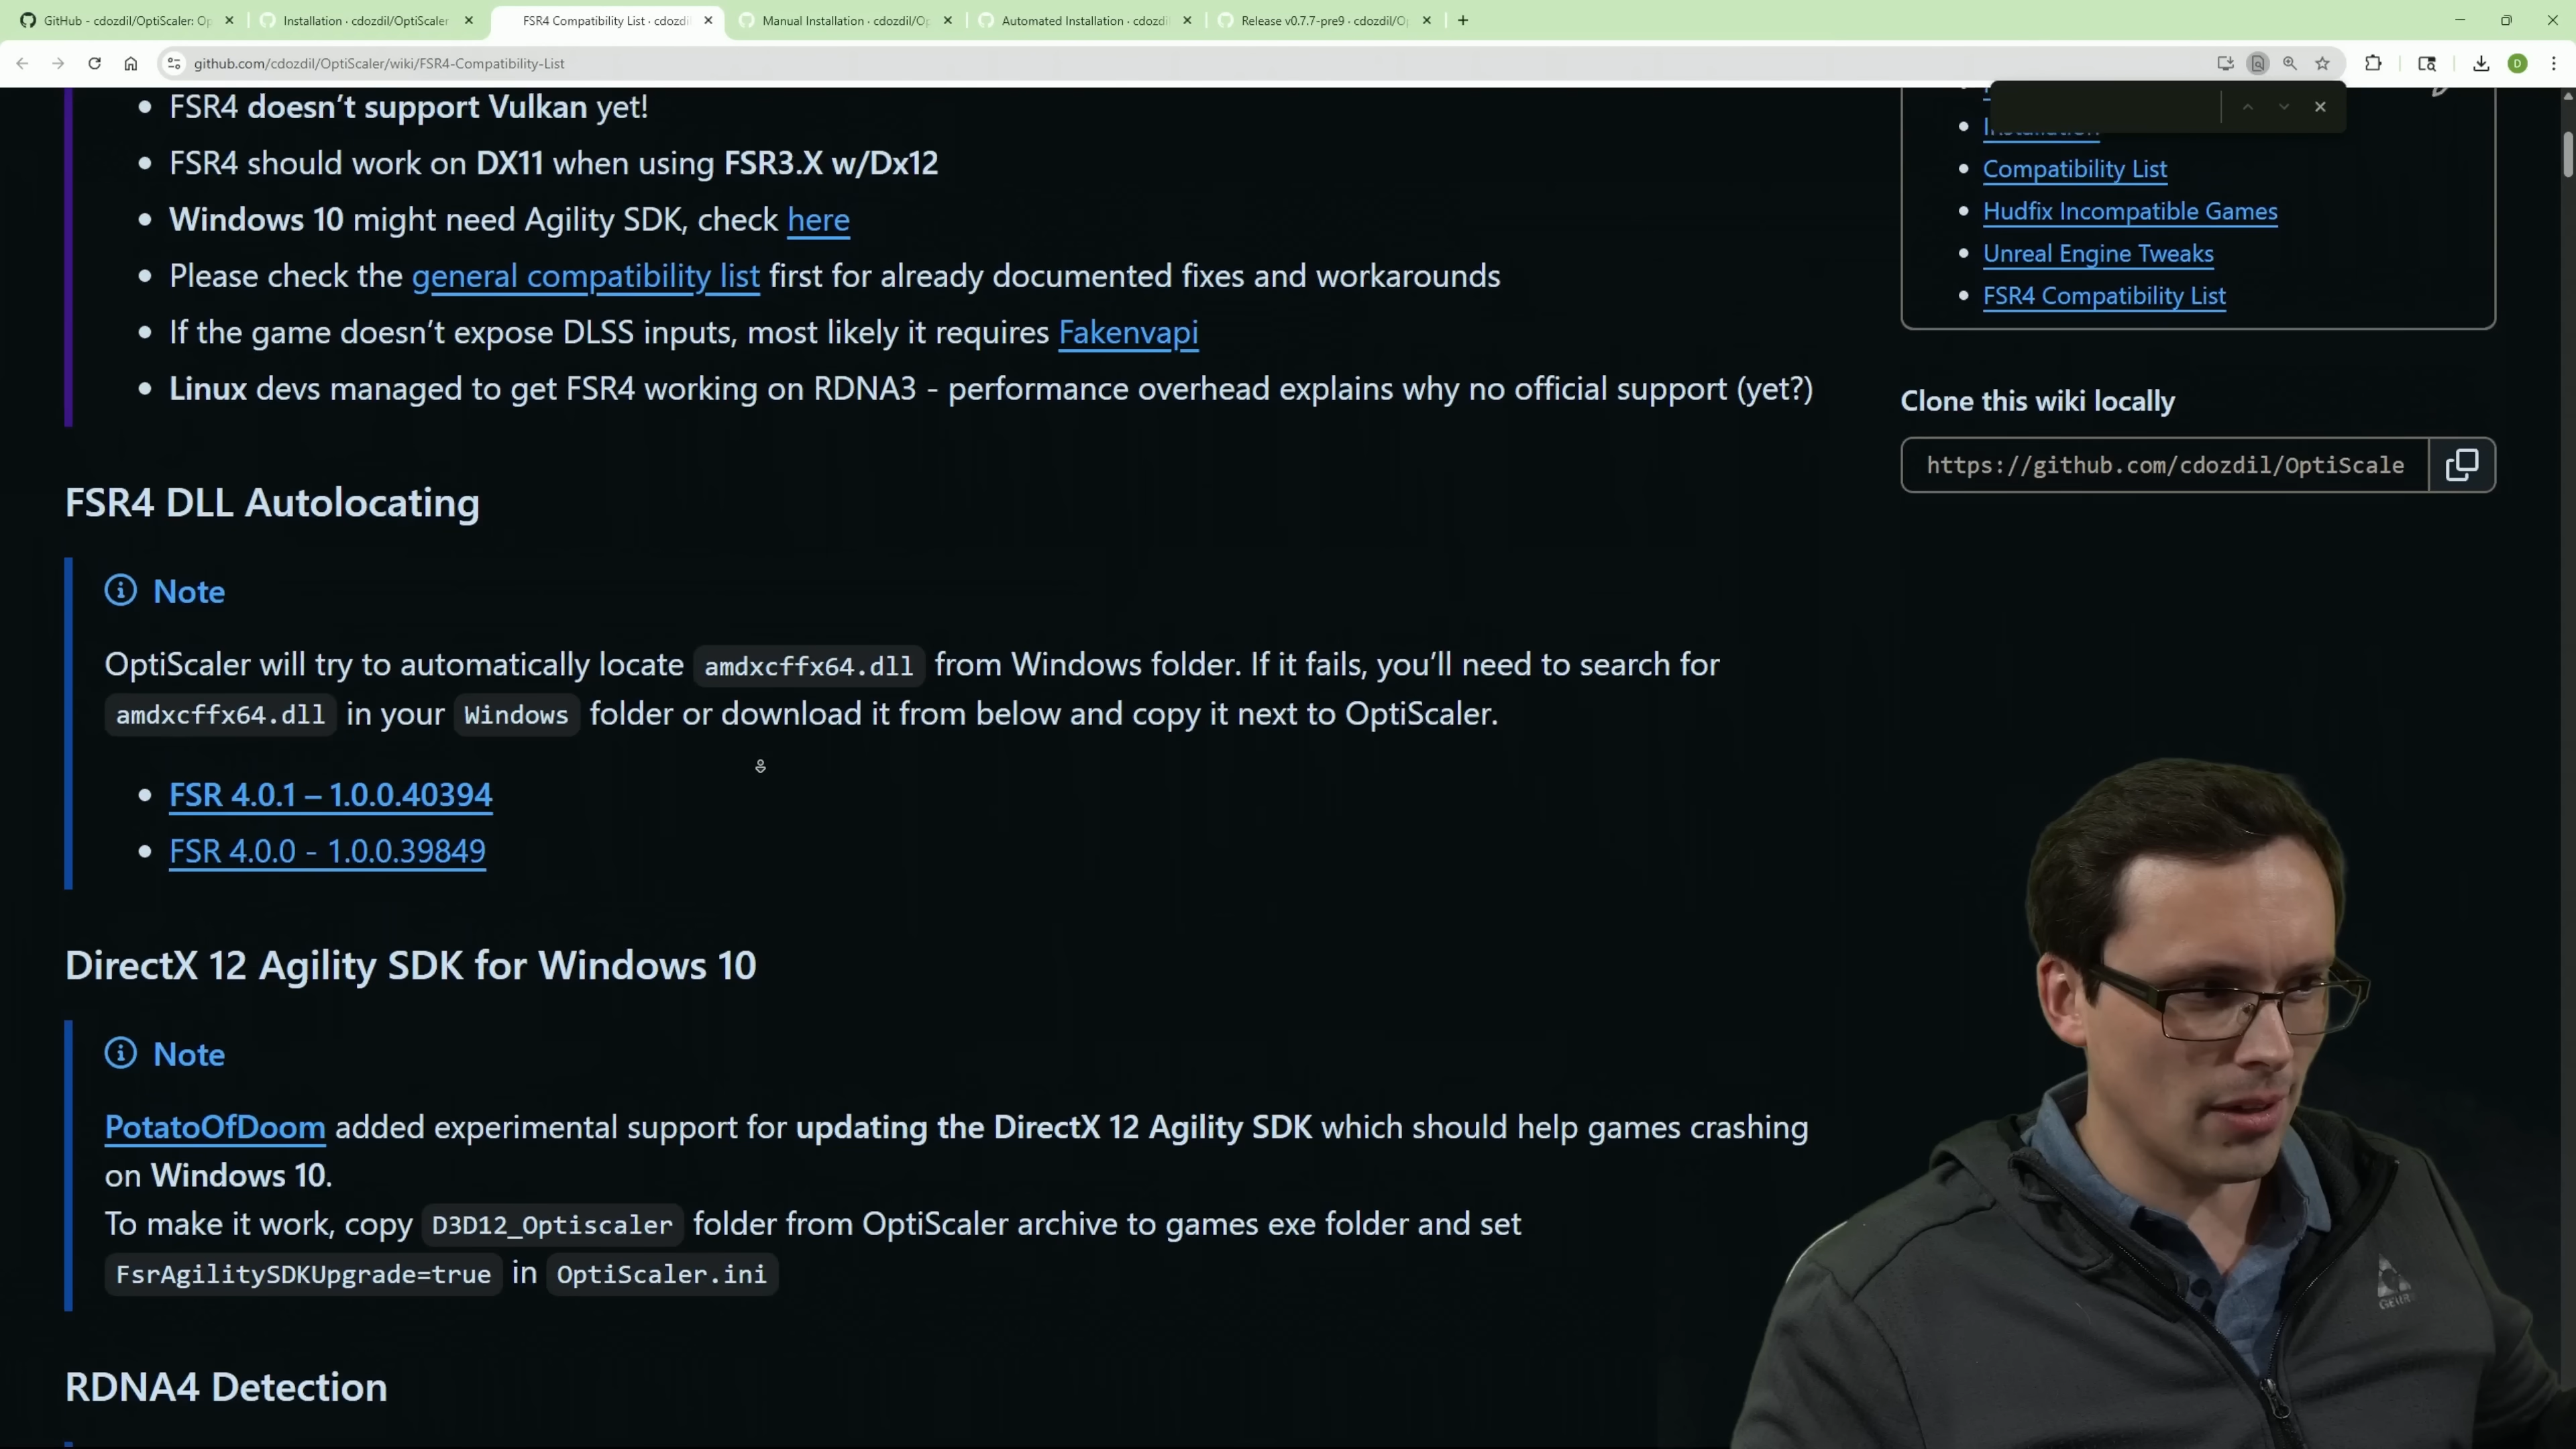 GitHub - cdozdil/OptiScaler: Op
Installation · cdozdil/OptiScaler
FSR4 Compatibility List · cdozdi
Manual Installation · cdozdil/Op
Automated Installation · cdozdi
Release v0.7.7-pre9 · cdozdil/Op
github.com/cdozdil/OptiScaler/wiki/FSR4-Compatibility-List
D
FSR4 doesn't support Vulkan yet!
FSR4 should work on DX11 when using FSR3.X w/Dx12
Windows 10 might need Agility SDK, check here
Please check the general compatibility list first for already documented fixes and workarounds
If the game doesn't expose DLSS inputs, most likely it requires Fakenvapi
Linux devs managed to get FSR4 working on RDNA3 - performance overhead explains why no official support (yet?)
FSR4 DLL Autolocating
Note
OptiScaler will try to automatically locate amdxcffx64.dll from Windows folder. If it fails, you'll need to search for
amdxcffx64.dll in your Windows folder or download it from below and copy it next to OptiScaler.
FSR 4.0.1 – 1.0.0.40394
FSR 4.0.0 - 1.0.0.39849
DirectX 12 Agility SDK for Windows 10
Note
PotatoOfDoom added experimental support for updating the DirectX 12 Agility SDK which should help games crashing
on Windows 10.
To make it work, copy D3D12_Optiscaler folder from OptiScaler archive to games exe folder and set
FsrAgilitySDKUpgrade=true in OptiScaler.ini
RDNA4 Detection
Installation
Compatibility List
Hudfix Incompatible Games
Unreal Engine Tweaks
FSR4 Compatibility List
Clone this wiki locally
https://github.com/cdozdil/OptiScale